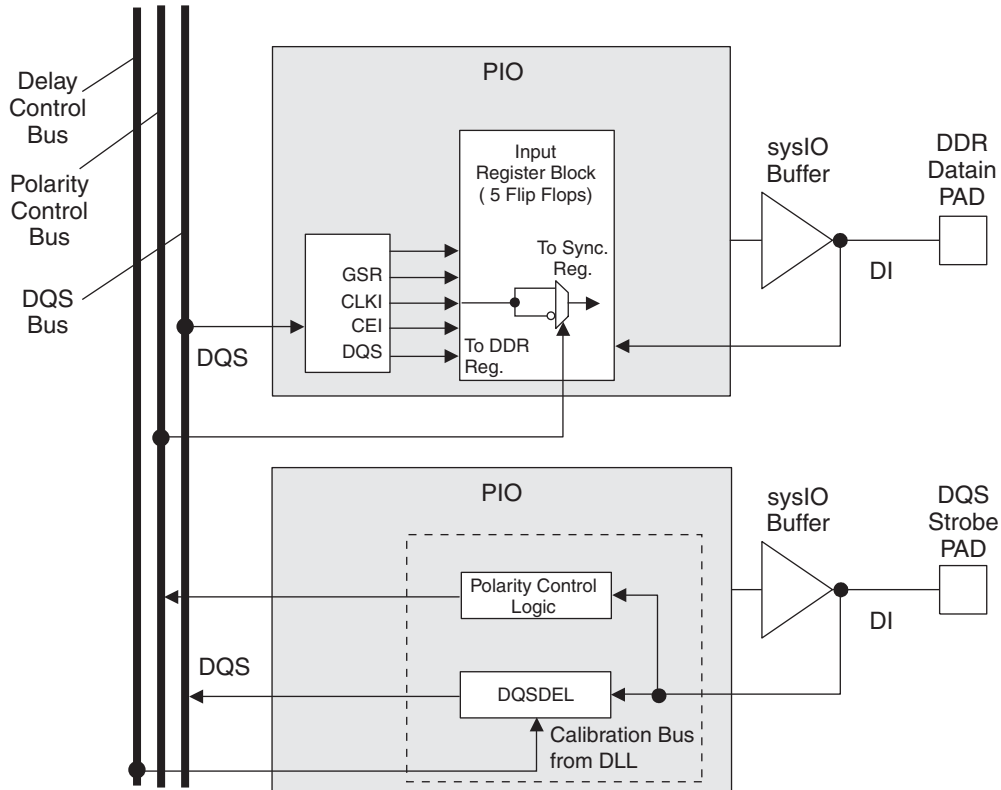 Delay
Control
Bus
Polarity
Control
Bus
DQS
Bus
PIO
Input
Register Block
( 5 Flip Flops)
To Sync.
Reg.
GSR
CLKI
CEI
DQS
To DDR
Reg.
DQS
sysIO
Buffer
DDR
Datain
PAD
DI
PIO
Polarity Control
Logic
DQSDEL
Calibration Bus
from DLL
DQS
sysIO
Buffer
DQS
Strobe
PAD
DI